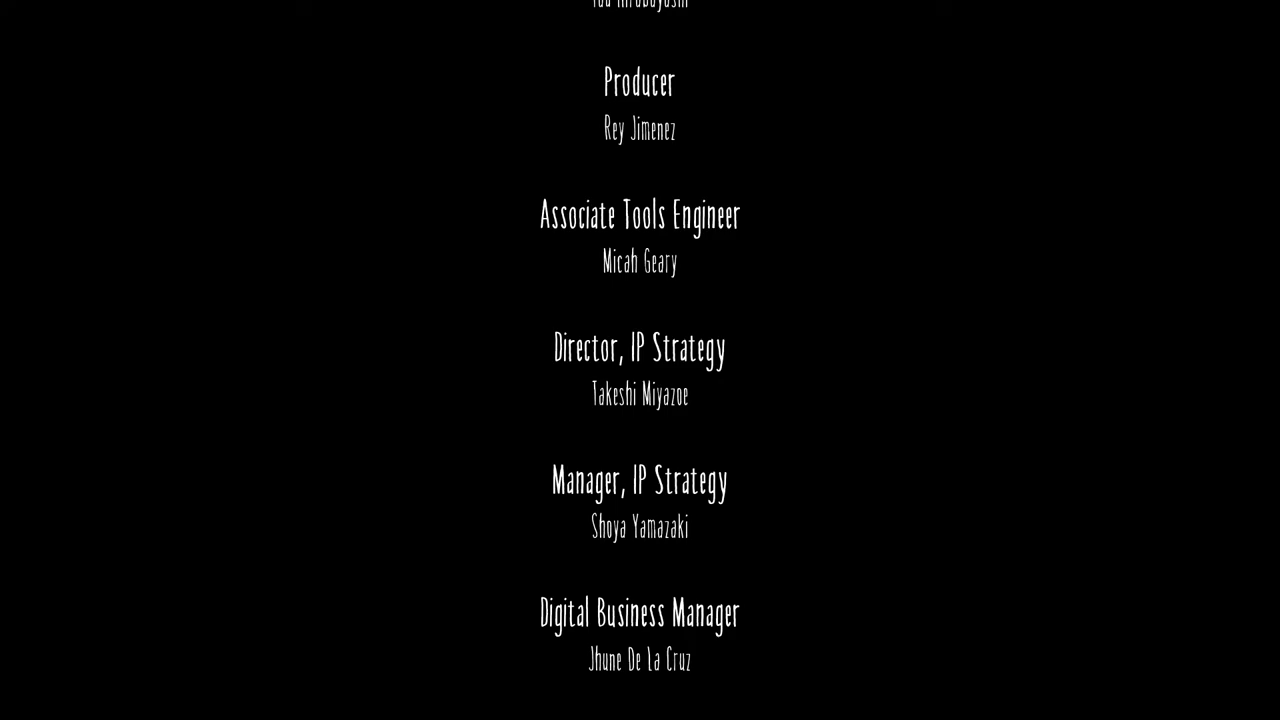 Producer
Rey Jimenez
Associate Tools Engineer
Micah Geary
Director, IP Strategy
Takeshi Miyazoe
Manager, IP Strategy
Shoya Yamazaki
Digital Business Manager
Jhune De La Cruz